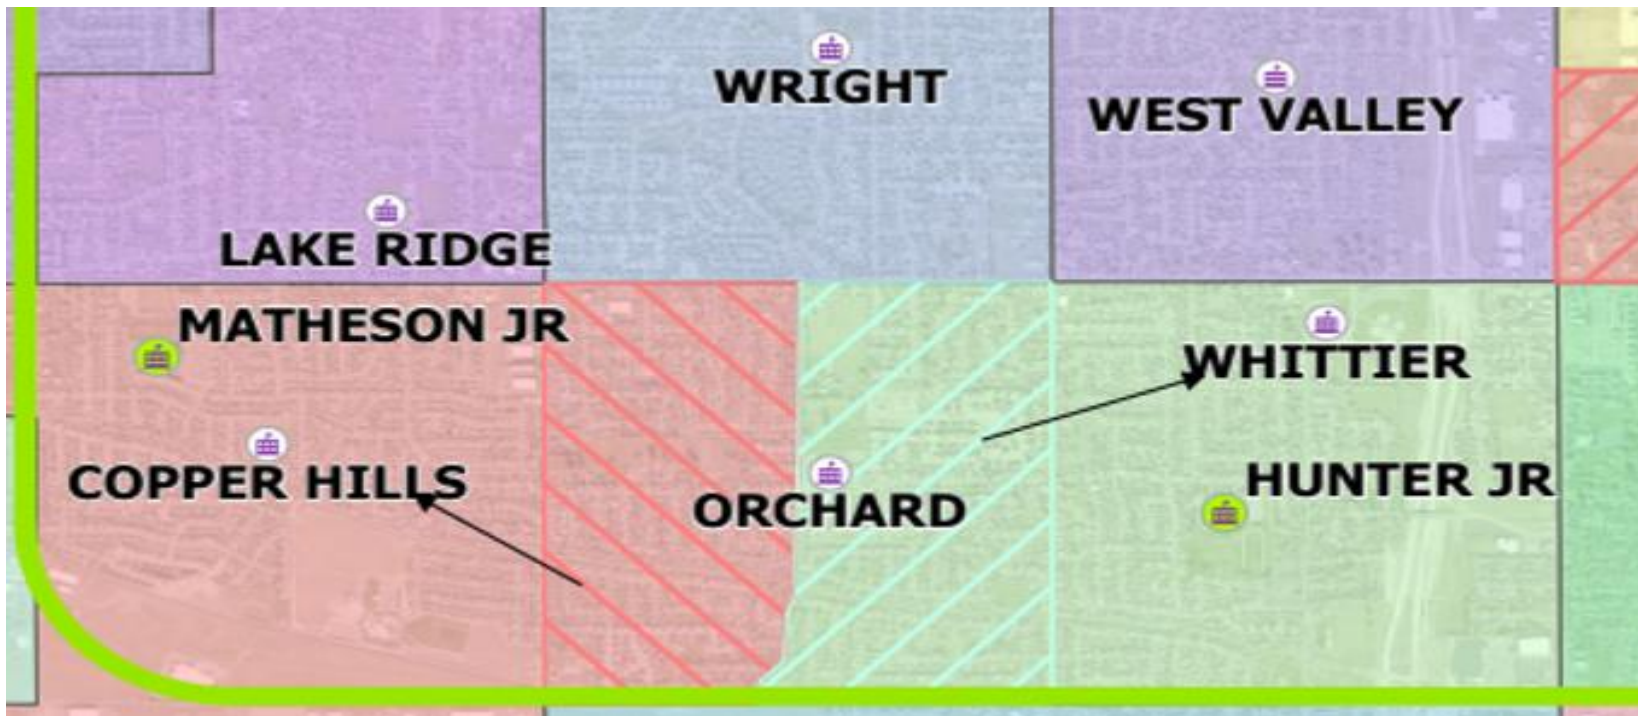 WRIGHT
WEST VALLEY
LAKE RIDGE
MATHESON JR
WHITTIER
COPPER HILLS
ORCHARD
HUNTER JR